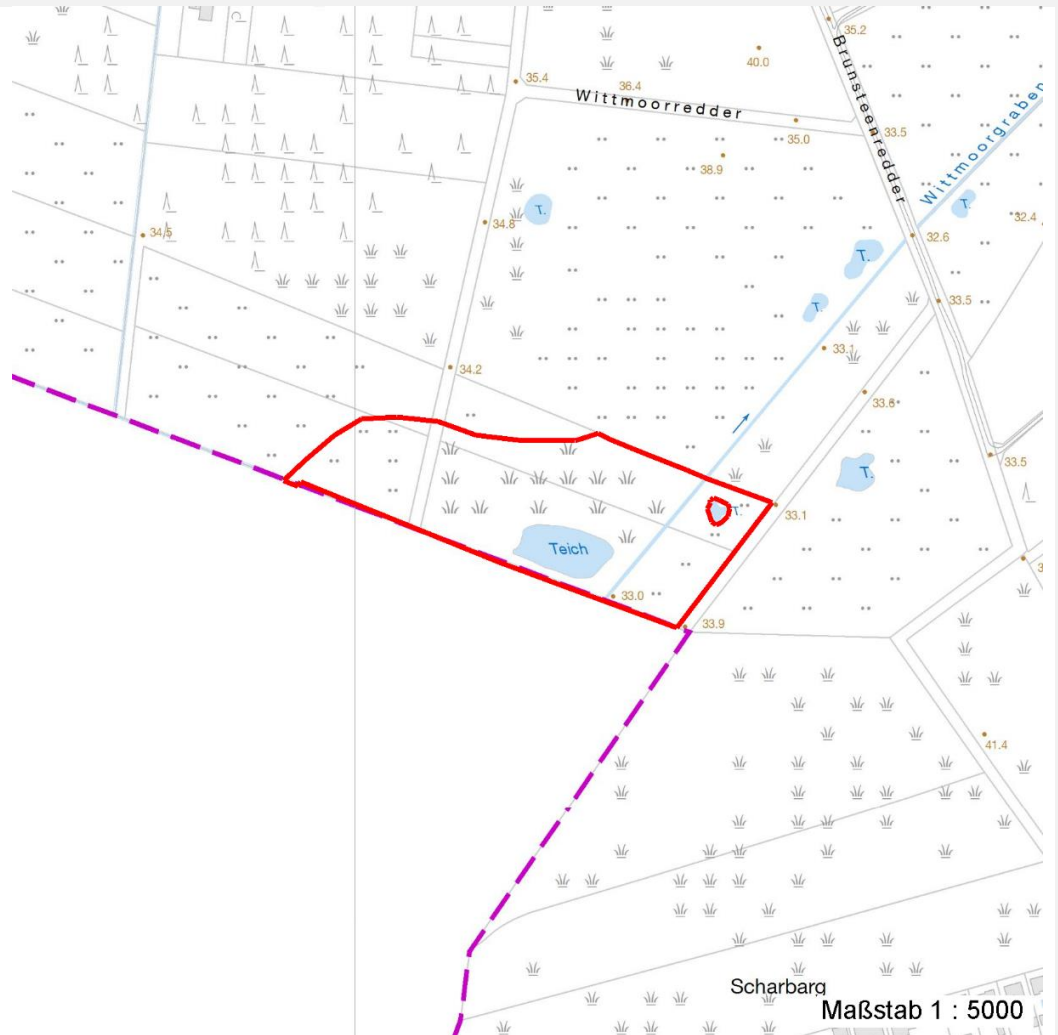 35.2
40.0
35.4
36.4
Wittmoorredder
Brunsteenredder
Wittmoorgraben
35.0
33.5
38.9
T.
T.
32.4
34.8
34.5
32.6
T.
33.5
T.
33.1
34.2
33.6
33.5
T.
T.
33.1
Teich
33.0
33.9
41.4
Scharbarg
Maßstab 1 : 5000